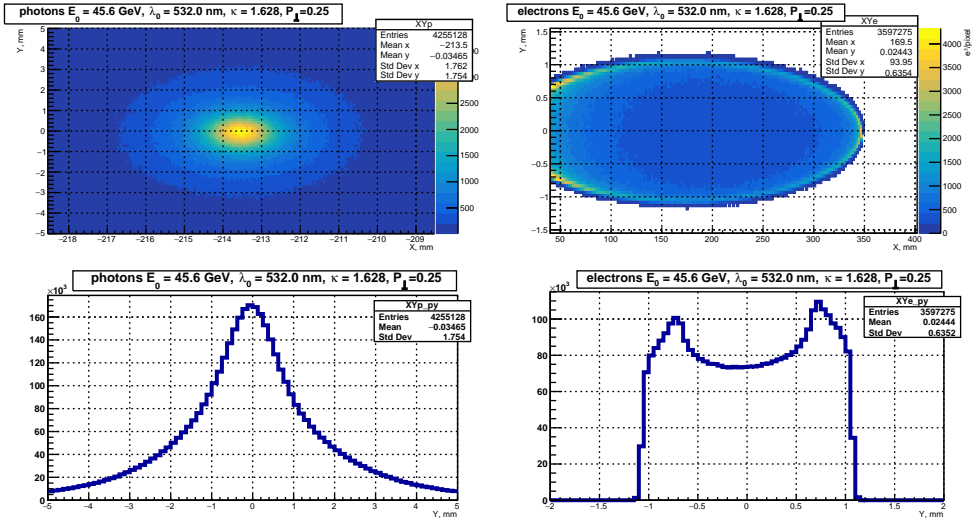 photons E0 = 45.6 GeV, λ0 = 532.0 nm, κ = 1.628, P⊥=0.25
XYp
Entries 4255128
Mean x −213.5
Mean y −0.03465
Std Dev x 1.762
Std Dev y 1.754
Y, mm
5
4
3
2
1
0
−1
−2
−3
−4
−5
−218 −217 −216 −215 −214 −213 −212 −211 −210 −209
X, mm
2500
2000
1500
1000
500
electrons E0 = 45.6 GeV, λ0 = 532.0 nm, κ = 1.628, P⊥=0.25
XYe
Entries 3597275
Mean x 169.5
Mean y 0.02443
Std Dev x 93.95
Std Dev y 0.6354
Y, mm
1.5
1
0.5
0
−0.5
−1
−1.5
50 100 150 200 250 300 350 400
X, mm
e±/pixel
4000
3500
3000
2500
2000
1500
1000
500
0
photons E0 = 45.6 GeV, λ0 = 532.0 nm, κ = 1.628, P⊥=0.25
XYp_py
Entries 4255128
Mean −0.03465
Std Dev 1.754
×10³
160
140
120
100
80
60
40
20
0
−5 −4 −3 −2 −1 0 1 2 3 4 5
Y, mm
electrons E0 = 45.6 GeV, λ0 = 532.0 nm, κ = 1.628, P⊥=0.25
XYe_py
Entries 3597275
Mean 0.02444
Std Dev 0.6352
×10³
100
80
60
40
20
0
−2 −1.5 −1 −0.5 0 0.5 1 1.5 2
Y, mm